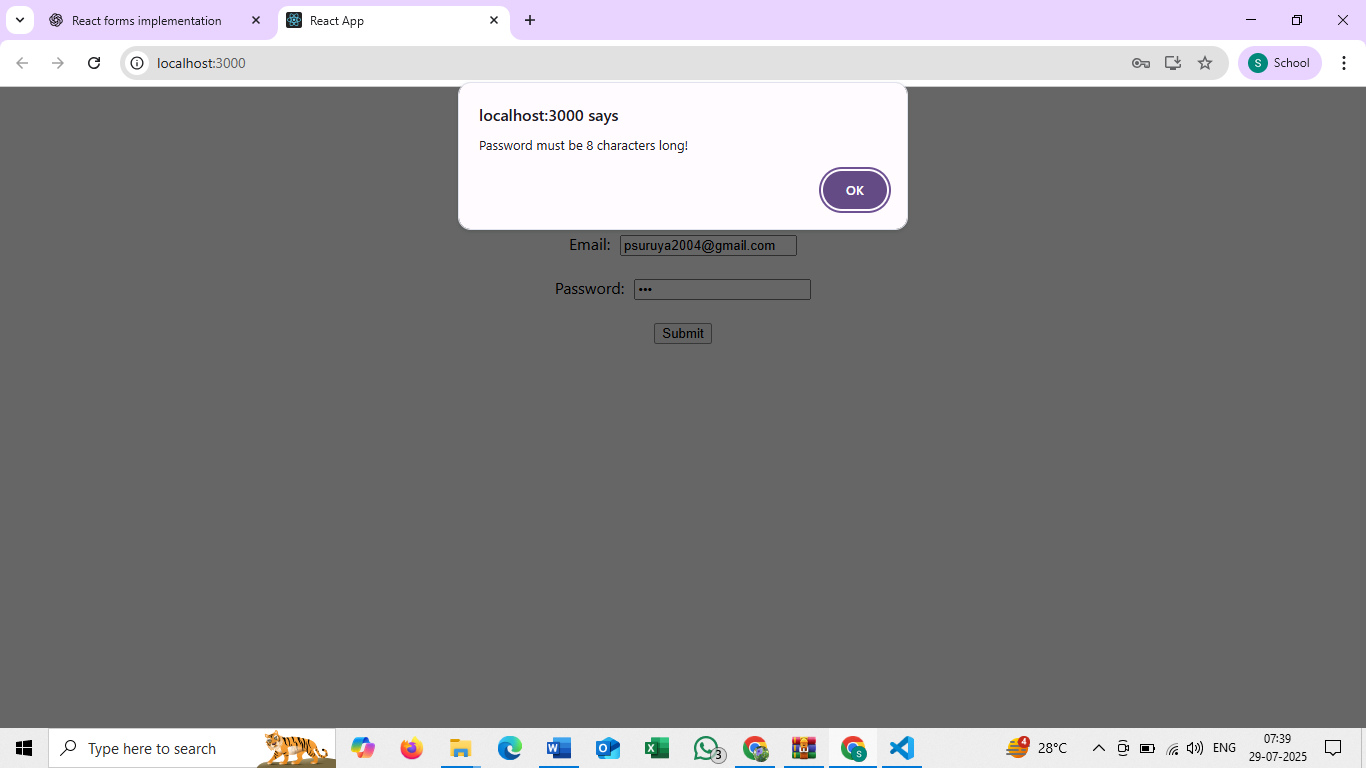 React forms implementation
React App
localhost:3000
S
School
localhost:3000 says
Password must be 8 characters long!
OK
Email: psuruya2004@gmail.com
Password: •••
Submit
Type here to search
3
S
4
28°C
ENG
07:39
29-07-2025